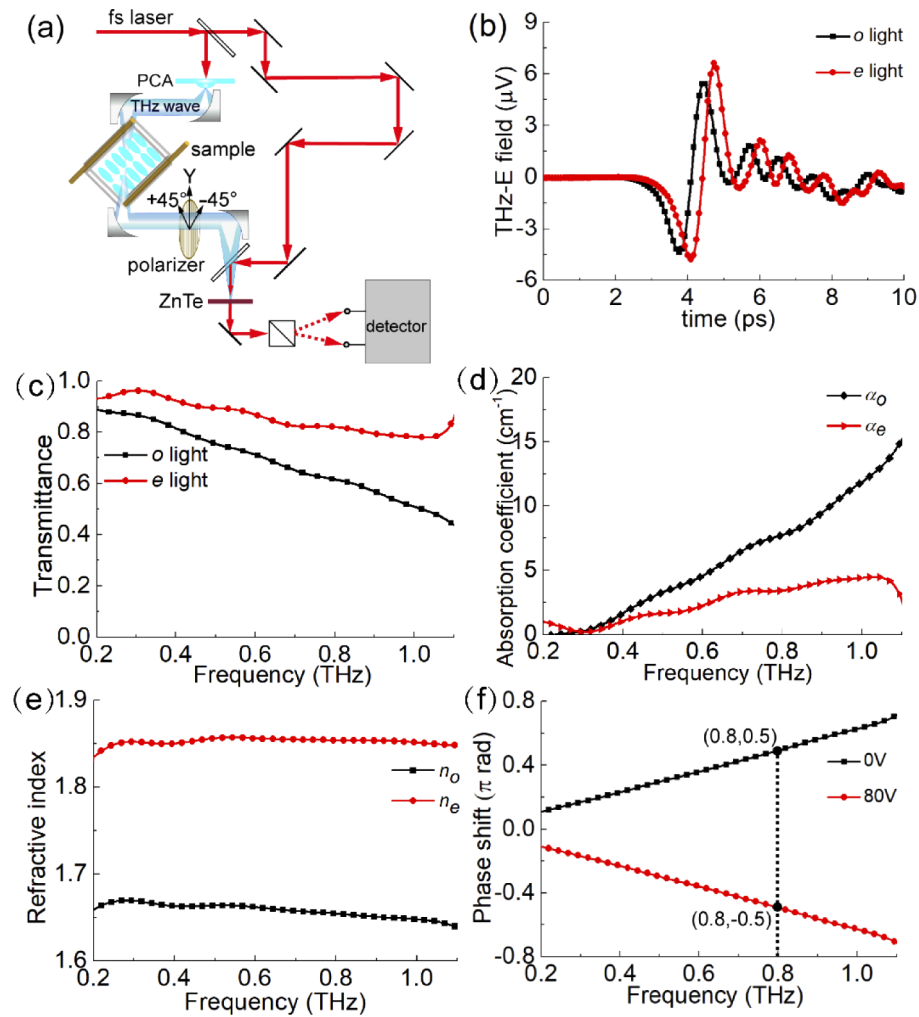 (a)
fs laser
PCA
THz wave
sample
Y
+45°
-45°
polarizer
ZnTe
detector
(b)
o light
e light
THz-E field (μV)
9
6
3
0
-3
-6
0 2 4 6 8 10
time (ps)
(c)
o light
e light
Transmittance
1.0
0.8
0.6
0.4
0.2
0.0
0.2 0.4 0.6 0.8 1.0
Frequency (THz)
(d)
αo
αe
Absorption coefficient (cm⁻¹)
20
15
10
5
0
0.2 0.4 0.6 0.8 1.0
Frequency (THz)
(e)
no
ne
Refractive index
1.9
1.8
1.7
1.6
0.2 0.4 0.6 0.8 1.0
Frequency (THz)
(f)
(0.8,0.5)
0V
80V
(0.8,-0.5)
Phase shift (π rad)
0.8
0.4
0.0
-0.4
-0.8
0.2 0.4 0.6 0.8 1.0
Frequency (THz)